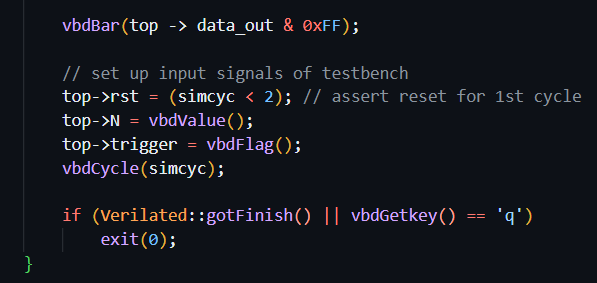 vbdBar(top -> data_out & 0xFF);
// set up input signals of testbench
top->rst = (simcyc < 2); // assert reset for 1st cycle
top->N = vbdValue();
top->trigger = vbdFlag();
vbdCycle(simcyc);
if (Verilated::gotFinish() || vbdGetkey() == 'q')
exit(0);
}